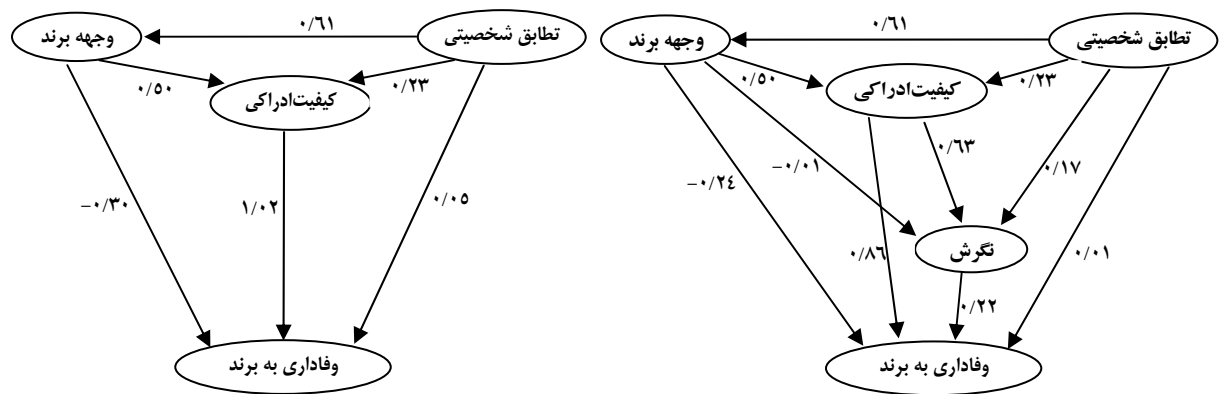 تطابق شخصیتی
۰/۶۱
وجهه برند
۰/۲۳
۰/۵۰
کیفیت‌ادراکی
۰/۶۳
۰/۱۷
-۰/۰۱
-۰/۲٤
نگرش
۰/۰۱
۰/۸٦
۰/۲۲
وفاداری به برند
تطابق شخصیتی
۰/۶۱
وجهه برند
۰/۲۳
۰/۵۰
کیفیت‌ادراکی
۰/۰۵
۱/۰۲
-۰/۳۰
وفاداری به برند